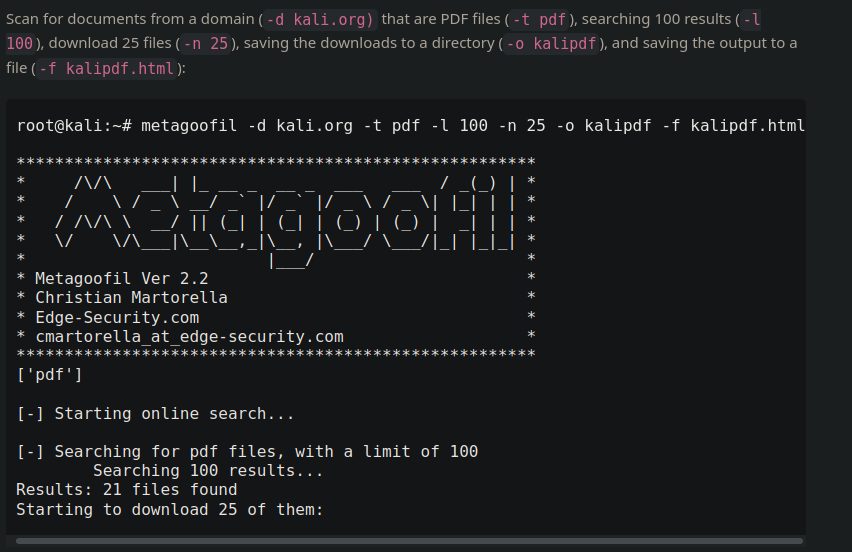 Scan for documents from a domain (-d kali.org) that are PDF files (-t pdf), searching 100 results (-l
100), download 25 files (-n 25), saving the downloads to a directory (-o kalipdf), and saving the output to a
file (-f kalipdf.html):
root@kali:~# metagoofil -d kali.org -t pdf -l 100 -n 25 -o kalipdf -f kalipdf.html
******************************************************
*     /\/\   ___| |_ __ _  __ _  ___   ___  / _(_) | *
*    /    \ / _ \ __/ _` |/ _` |/ _ \ / _ \| |_| | | *
*   / /\/\ \  __/ || (_| | (_| | (_) | (_) |  _| | | *
*   \/    \/\___|\__\__,_|\__, |\___/ \___/|_| |_|_| *
*                         |___/                      *
* Metagoofil Ver 2.2                                 *
* Christian Martorella                               *
* Edge-Security.com                                  *
* cmartorella_at_edge-security.com                   *
******************************************************
['pdf']
[-] Starting online search...
[-] Searching for pdf files, with a limit of 100
        Searching 100 results...
Results: 21 files found
Starting to download 25 of them: